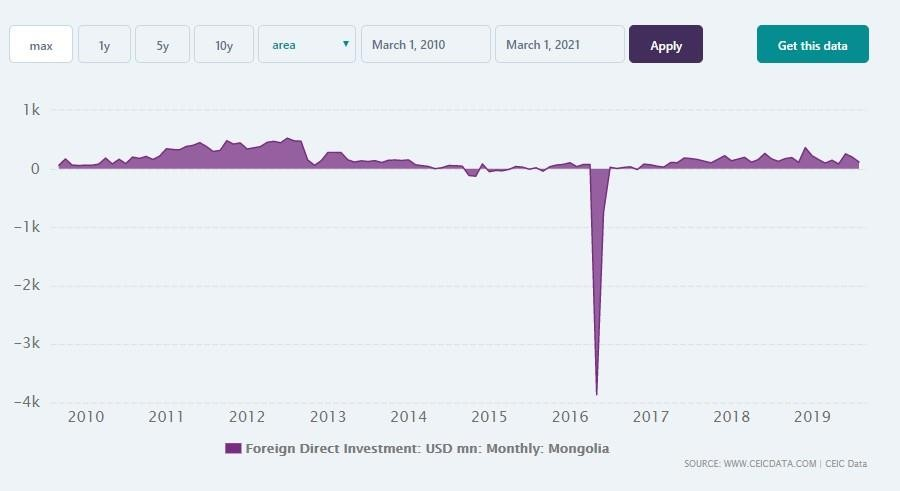 max 1y 5y 10y area ▼ March 1, 2010 March 1, 2021 Apply Get this data
1k
0
−1k
−2k
−3k
−4k
2010 2011 2012 2013 2014 2015 2016 2017 2018 2019
Foreign Direct Investment: USD mn: Monthly: Mongolia
SOURCE: WWW.CEICDATA.COM | CEIC Data